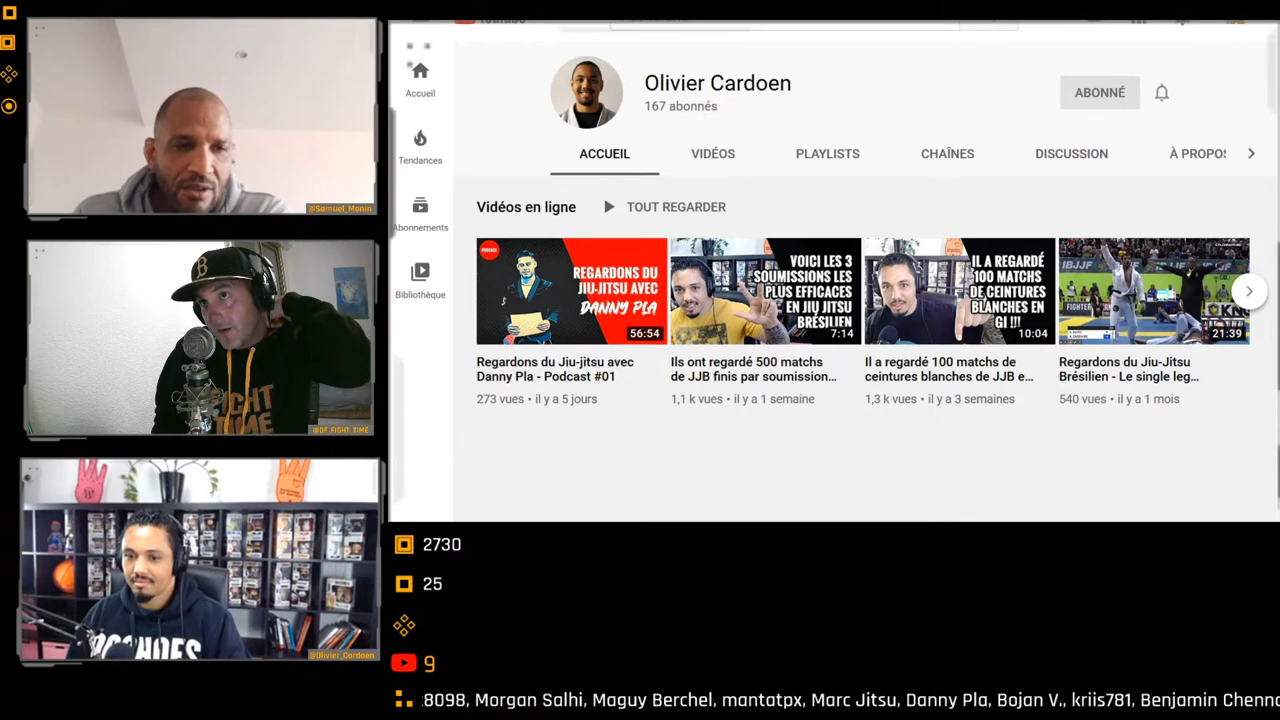 @Samuel_Monin
B
FIGHT
TIME
@DF_FIGHT_TIME
@Olivier_Cardoen
Accueil
Tendances
Abonnements
Bibliothèque
Olivier Cardoen
167 abonnés
ABONNÉ
ACCUEIL
VIDÉOS
PLAYLISTS
CHAÎNES
DISCUSSION
À PROPOS
Vidéos en ligne
TOUT REGARDER
PODCAST
REGARDONS DU
JIU-JITSU AVEC
DANNY PLA
56:54
VOICI LES 3
SOUMISSIONS LES
PLUS EFFICACES
EN JIU JITSU
BRÉSILIEN
7:14
IL A REGARDÉ
100 MATCHS
DE CEINTURES
BLANCHES EN
GI !!!
10:04
IBJJF
FIGHTER
21:39
Regardons du Jiu-jitsu avec
Danny Pla - Podcast #01
273 vues • il y a 5 jours
Ils ont regardé 500 matchs
de JJB finis par soumission...
1,1 k vues • il y a 1 semaine
Il a regardé 100 matchs de
ceintures blanches de JJB e...
1,3 k vues • il y a 3 semaines
Regardons du Jiu-Jitsu
Brésilien - Le single leg...
540 vues • il y a 1 mois
2730
25
9
8098, Morgan Salhi, Maguy Berchel, mantatpx, Marc Jitsu, Danny Pla, Bojan V., kriis781, Benjamin Chenn